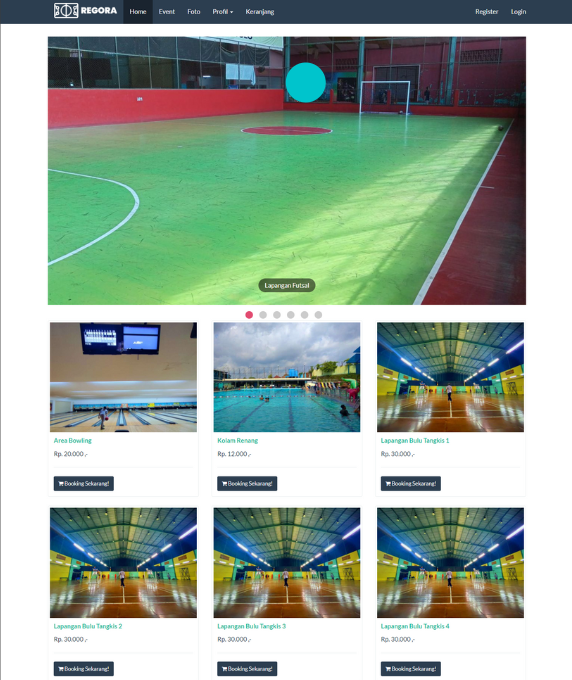 REGORA
Home Event Foto Profil Keranjang Register Login
Lapangan Futsal
Area Bowling
Rp. 20.000 ,-
Booking Sekarang!
Kolam Renang
Rp. 12.000 ,-
Booking Sekarang!
Lapangan Bulu Tangkis 1
Rp. 30.000 ,-
Booking Sekarang!
Lapangan Bulu Tangkis 2
Rp. 30.000 ,-
Booking Sekarang!
Lapangan Bulu Tangkis 3
Rp. 30.000 ,-
Booking Sekarang!
Lapangan Bulu Tangkis 4
Rp. 30.000 ,-
Booking Sekarang!